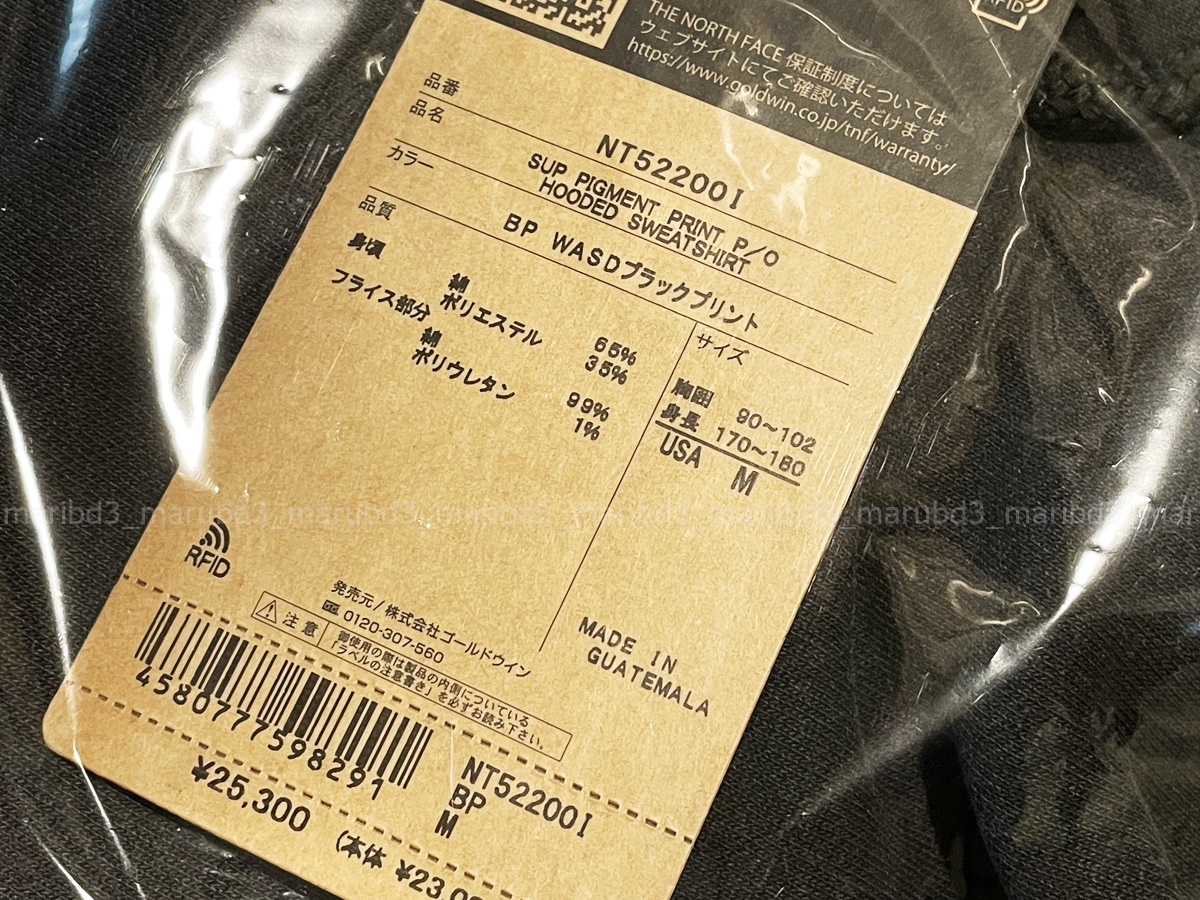 RFID
THE NORTH FACE 保証制度については
ウェブサイトにてご確認いただけます。
https://www.goldwin.co.jp/tnf/warranty/
品番
NT52200I
品名
SUP PIGMENT PRINT P/O
HOODED SWEATSHIRT
カラー
BP WASDブラックプリント
品質
身頃
綿 65%
ポリエステル 35%
フライス部分
綿 99%
ポリウレタン 1%
サイズ
胸囲 90~102
身長 170~180
USA M
maribd3_marubd3_maribd3_marubd3_maribd3_marubd3_maribd3_mari
RFID
発売元/株式会社ゴールドウイン
0120-307-560
注意
御使用の際は製品の内側についている
「ラベルの注意書き」を必ずお読み下さい。
MADE IN
GUATEMALA
4580777598291
NT52200I
BP
M
¥25,300
(本体 ¥23,0